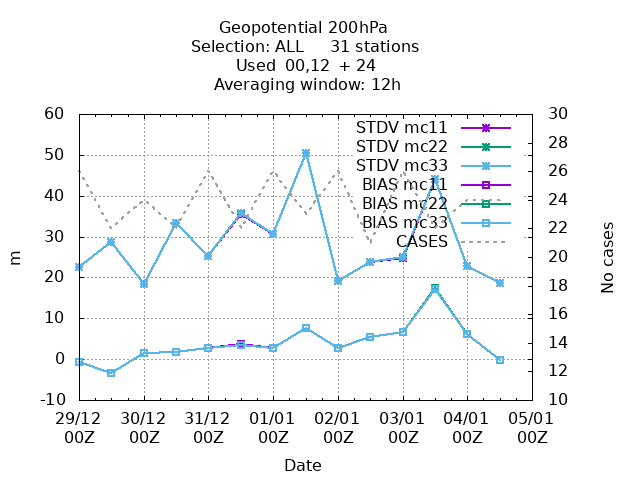 Geopotential 200hPa
Selection: ALL 31 stations
Used 00,12 + 24
Averaging window: 12h
60
50
40
30
20
10
0
-10
m
STDV mc11
STDV mc22
STDV mc33
BIAS mc11
BIAS mc22
BIAS mc33
CASES
30
28
26
24
22
20
18
16
14
12
10
No cases
29/12 30/12 31/12 01/01 02/01 03/01 04/01 05/01
00Z 00Z 00Z 00Z 00Z 00Z 00Z 00Z
Date